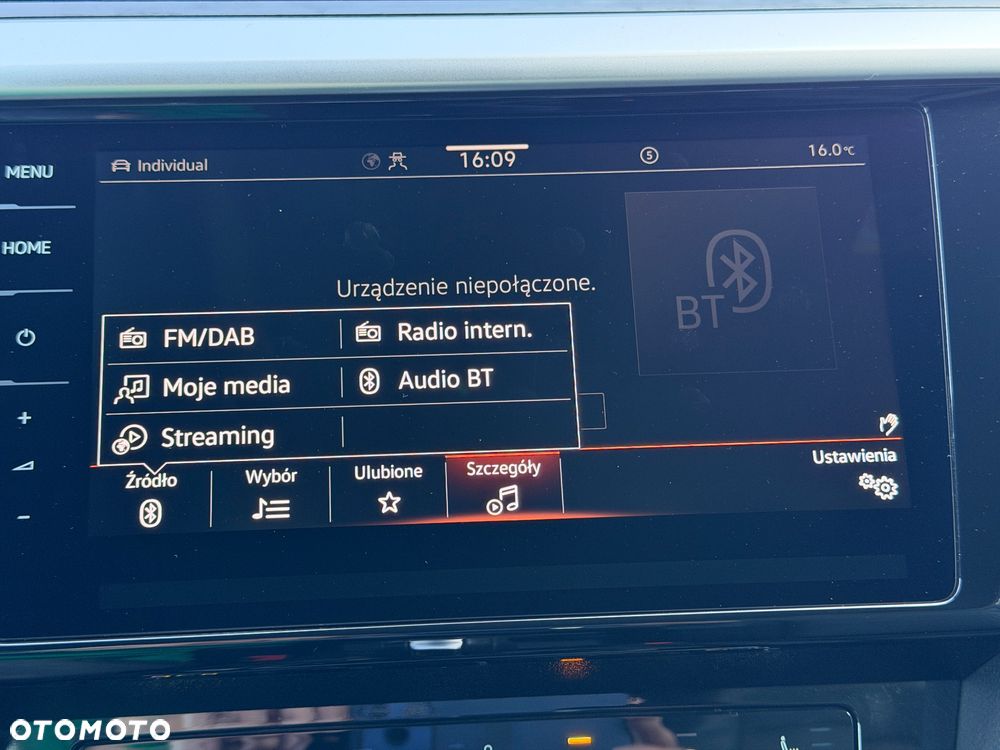 MENU
HOME
Individual
16:09
5
16.0°C
Urządzenie niepołączone.
BT
FM/DAB
Radio intern.
Moje media
Audio BT
Streaming
Źródło
Wybór
Ulubione
Szczegóły
Ustawienia
OTOMOTO